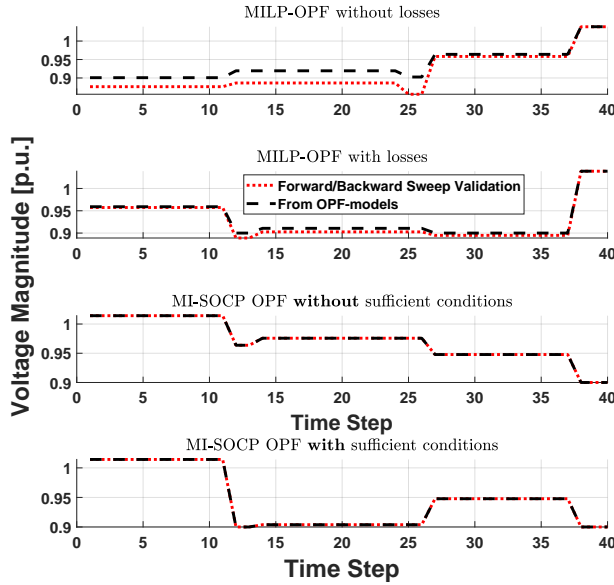 MILP-OPF without losses
1
0.95
0.9
0 5 10 15 20 25 30 35 40
MILP-OPF with losses
1
0.95
0.9
Forward/Backward Sweep Validation
From OPF-models
0 5 10 15 20 25 30 35 40
Voltage Magnitude [p.u.]
MI-SOCP OPF without sufficient conditions
1
0.95
0.9
0 5 10 15 20 25 30 35 40
Time Step
MI-SOCP OPF with sufficient conditions
1
0.95
0.9
0 5 10 15 20 25 30 35 40
Time Step